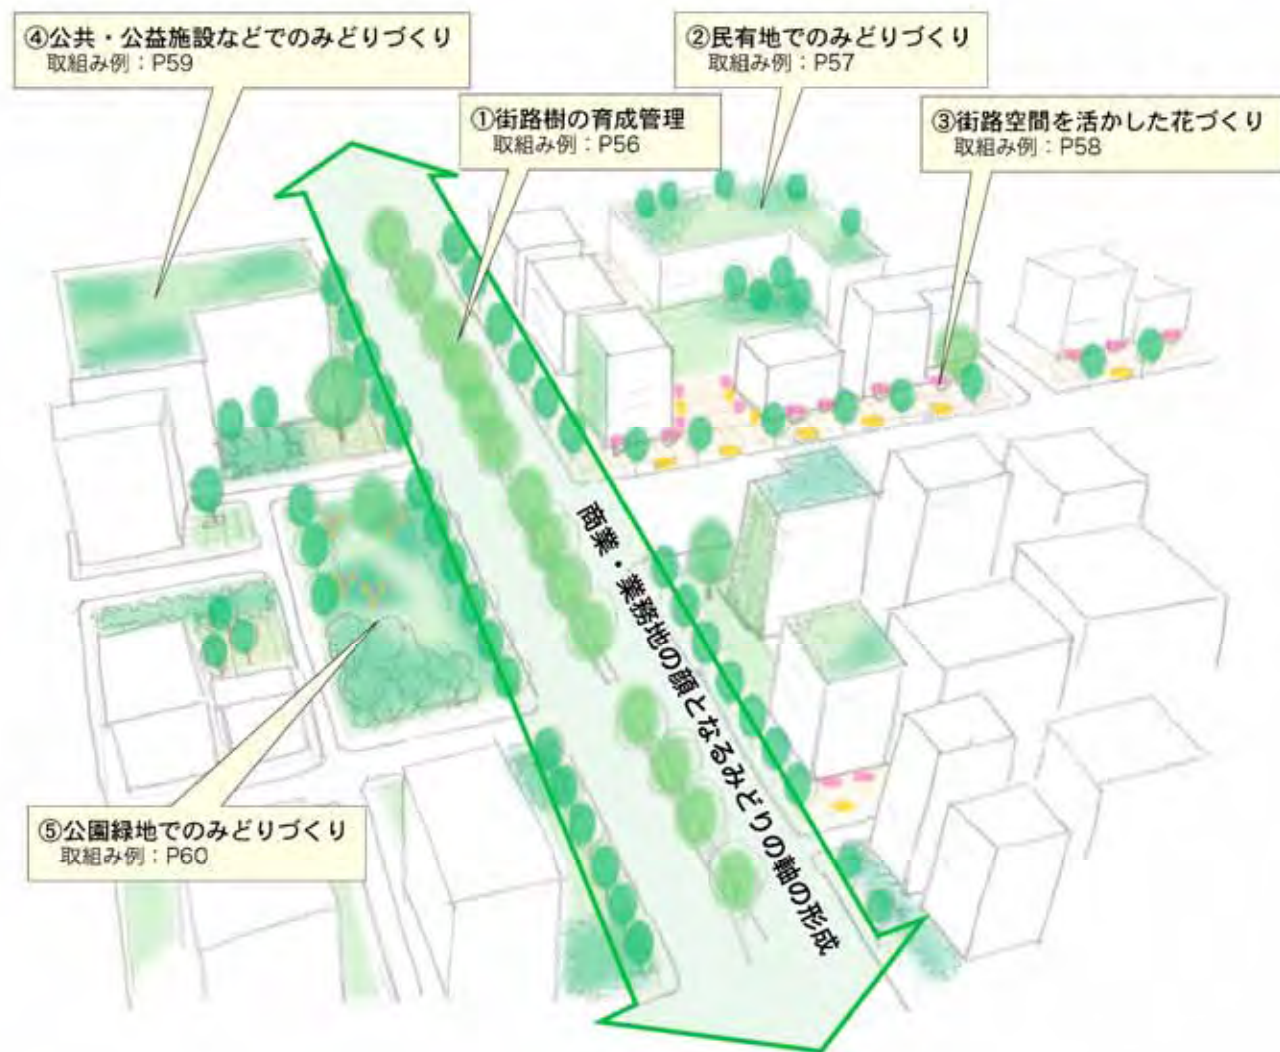 ④公共・公益施設などでのみどりづくり
取組み例：P59
②民有地でのみどりづくり
取組み例：P57
①街路樹の育成管理
取組み例：P56
③街路空間を活かした花づくり
取組み例：P58
商業・業務地の顔となるみどりの軸の形成
⑤公園緑地でのみどりづくり
取組み例：P60